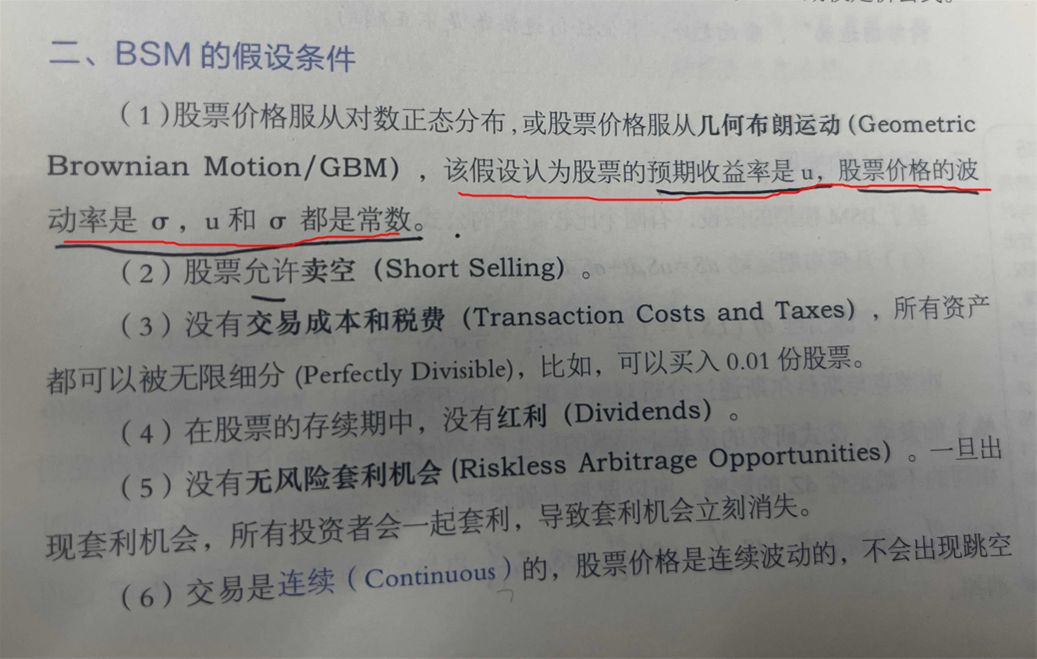 二、BSM 的假设条件
（1）股票价格服从对数正态分布，或股票价格服从几何布朗运动（Geometric
Brownian Motion/GBM），该假设认为股票的预期收益率是 u，股票价格的波
动率是 σ，u 和 σ 都是常数。
（2）股票允许卖空（Short Selling）。
（3）没有交易成本和税费（Transaction Costs and Taxes），所有资产
都可以被无限细分 (Perfectly Divisible)，比如，可以买入 0.01 份股票。
（4）在股票的存续期中，没有红利（Dividends）。
（5）没有无风险套利机会 (Riskless Arbitrage Opportunities）。一旦出
现套利机会，所有投资者会一起套利，导致套利机会立刻消失。
（6）交易是连续（Continuous）的，股票价格是连续波动的，不会出现跳空